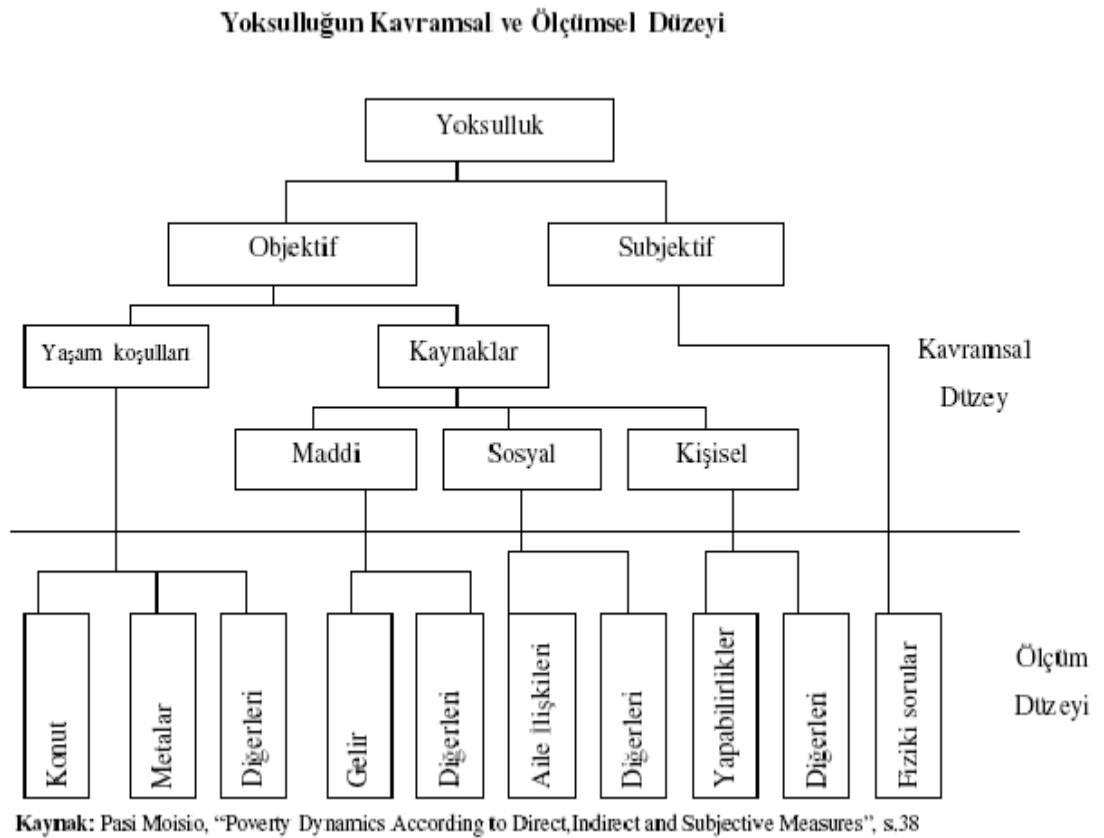 Yoksulluğun Kavramsal ve Ölçümsel Düzeyi
Yoksulluk
Objektif
Subjektif
Yaşam koşulları
Kaynaklar
Kavramsal
Düzey
Maddi
Sosyal
Kişisel
Konut
Metalar
Diğerleri
Gelir
Diğerleri
Aile İlişkileri
Diğerleri
Yapabilirlikler
Diğerleri
Fiziki sorular
Ölçüm
Düzeyi
Kaynak: Pasi Moisio, “Poverty Dynamics According to Direct,Indirect and Subjective Measures”, s.38